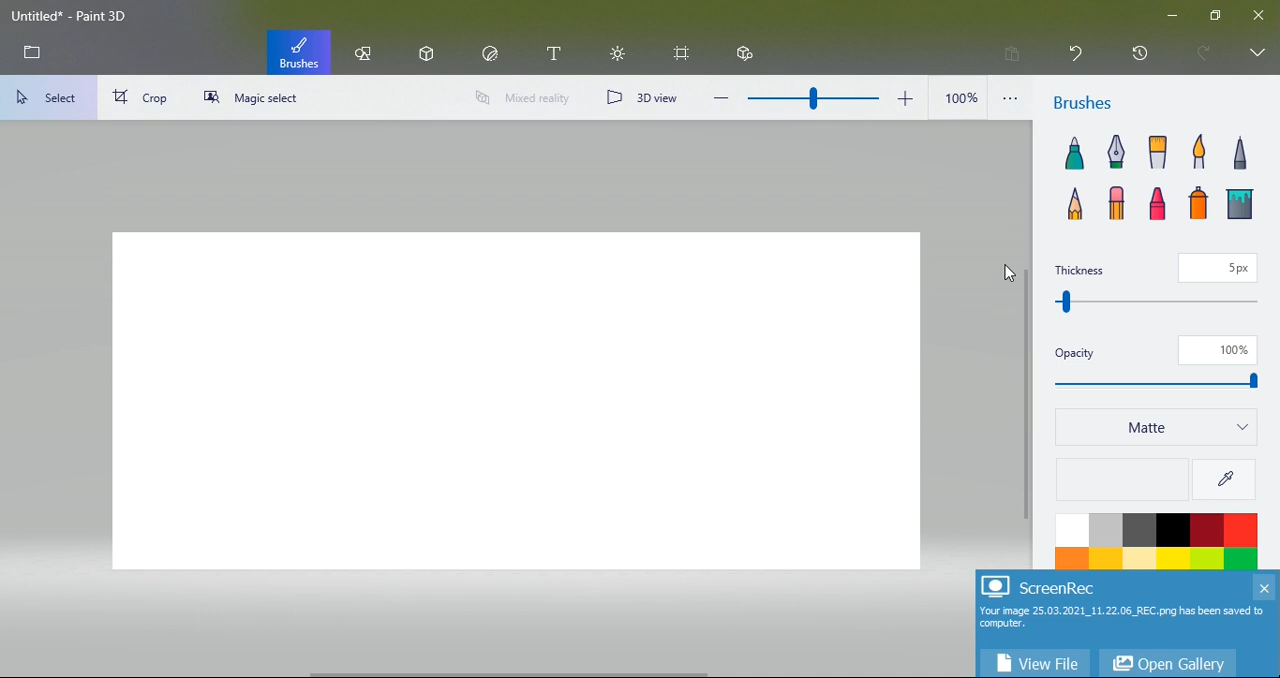 Untitled* - Paint 3D
Brushes
Select
Crop
Magic select
Mixed reality
3D view
100%
Brushes
Thickness
5px
Opacity
100%
Matte
ScreenRec
Your image 25.03.2021_11.22.06_REC.png has been saved to
computer.
View File
Open Gallery